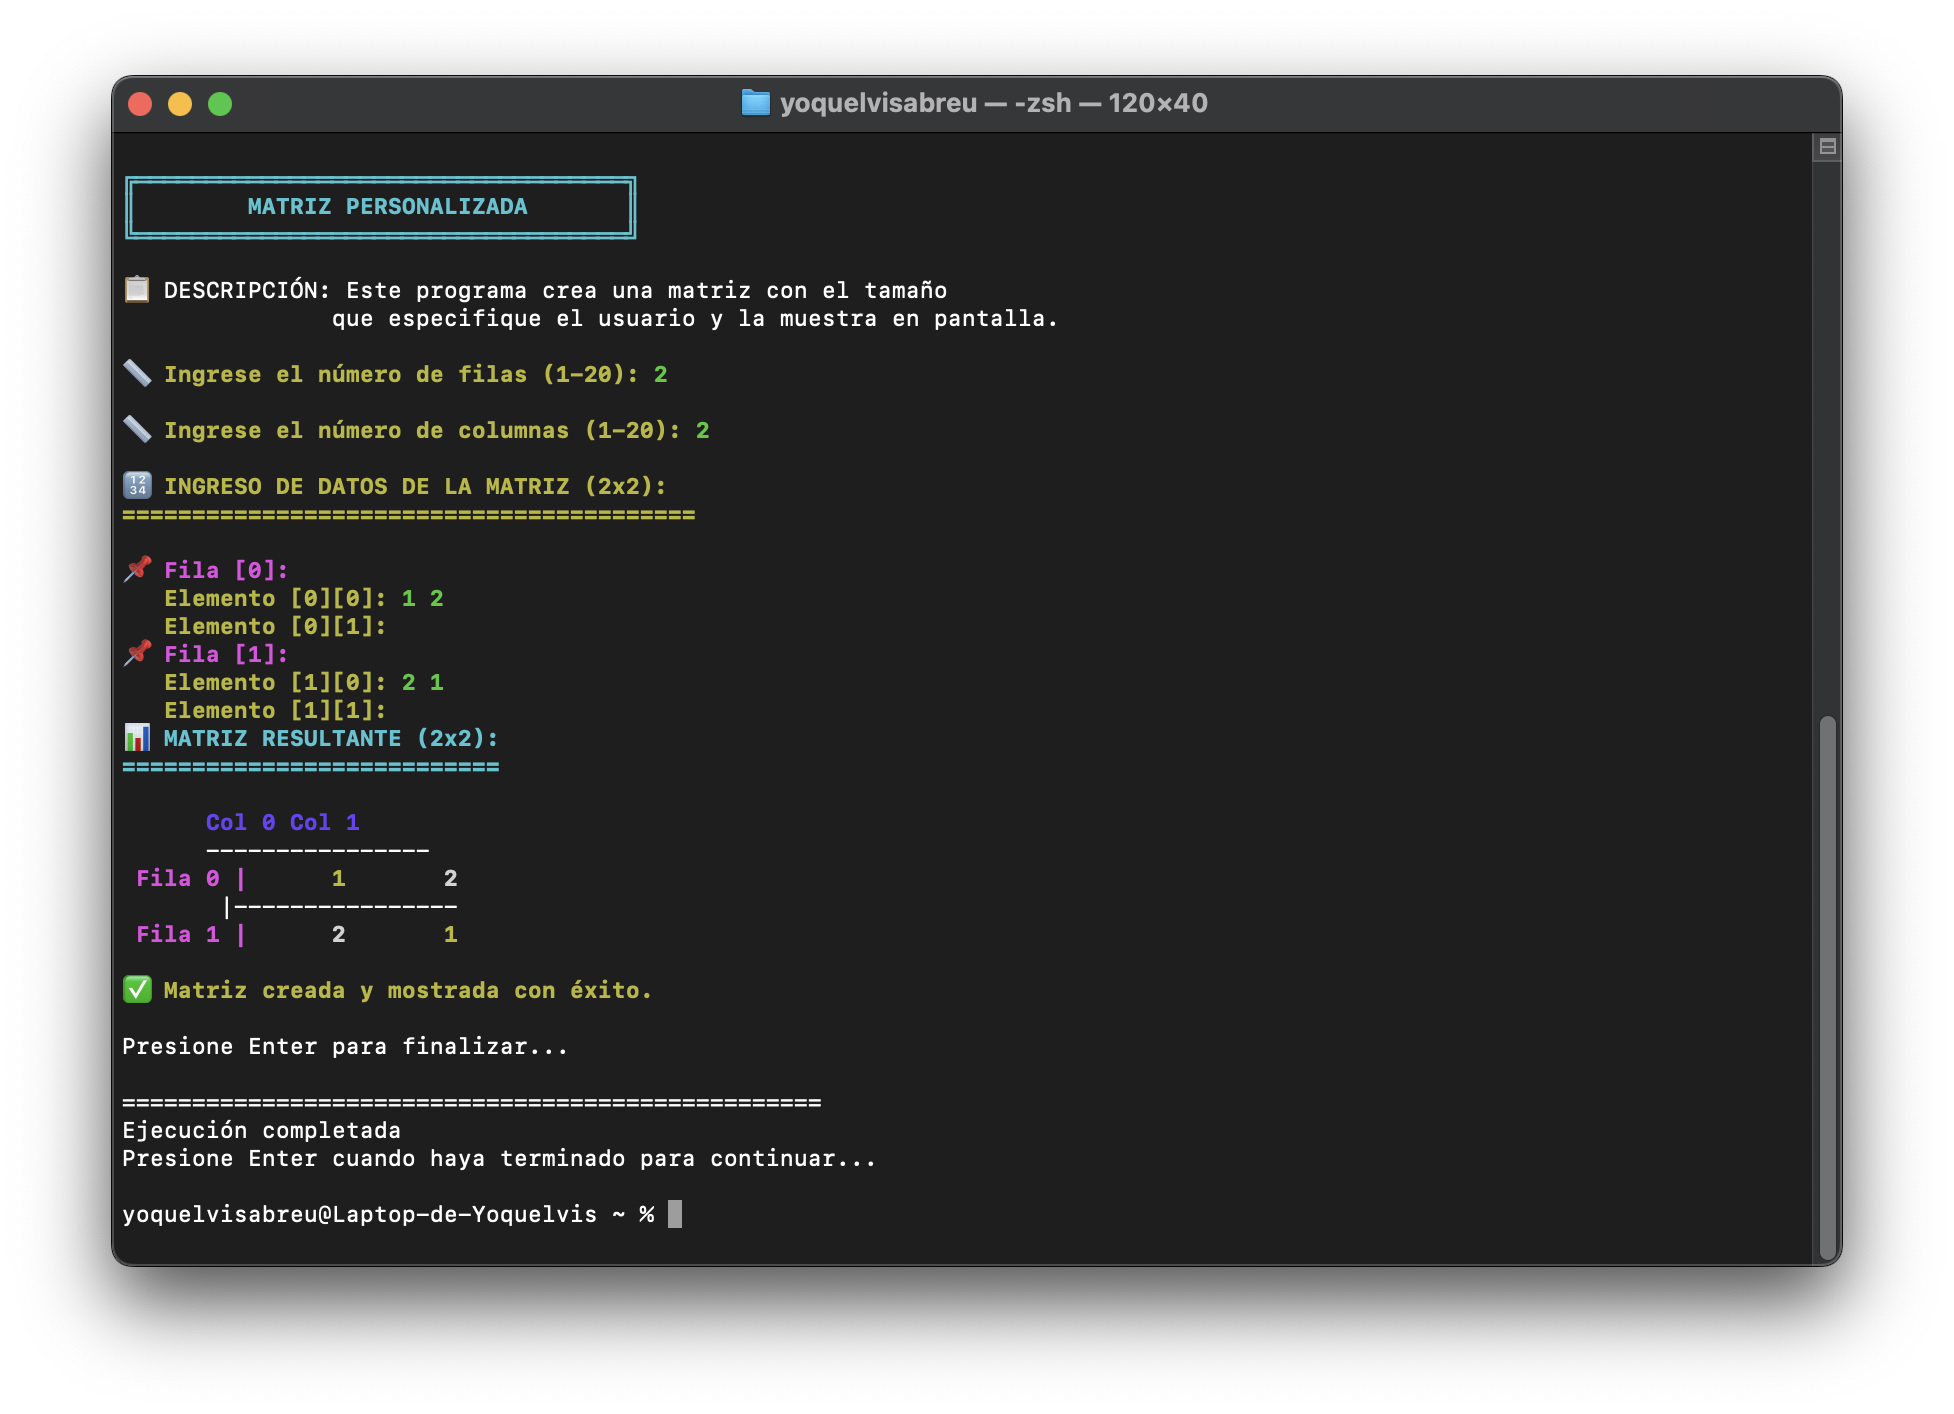 yoquelvisabreu — -zsh — 120×40
MATRIZ PERSONALIZADA
📋 DESCRIPCIÓN: Este programa crea una matriz con el tamaño
que especifique el usuario y la muestra en pantalla.
📏 Ingrese el número de filas (1-20): 2
📏 Ingrese el número de columnas (1-20): 2
🔢 INGRESO DE DATOS DE LA MATRIZ (2x2):
=========================================
📌 Fila [0]:
Elemento [0][0]: 1 2
Elemento [0][1]:
📌 Fila [1]:
Elemento [1][0]: 2 1
Elemento [1][1]:
📊 MATRIZ RESULTANTE (2x2):
===========================
Col 0 Col 1
----------------
Fila 0 | 1 2
|----------------
Fila 1 | 2 1
✅ Matriz creada y mostrada con éxito.
Presione Enter para finalizar...
==================================================
Ejecución completada
Presione Enter cuando haya terminado para continuar...
yoquelvisabreu@Laptop-de-Yoquelvis ~ %